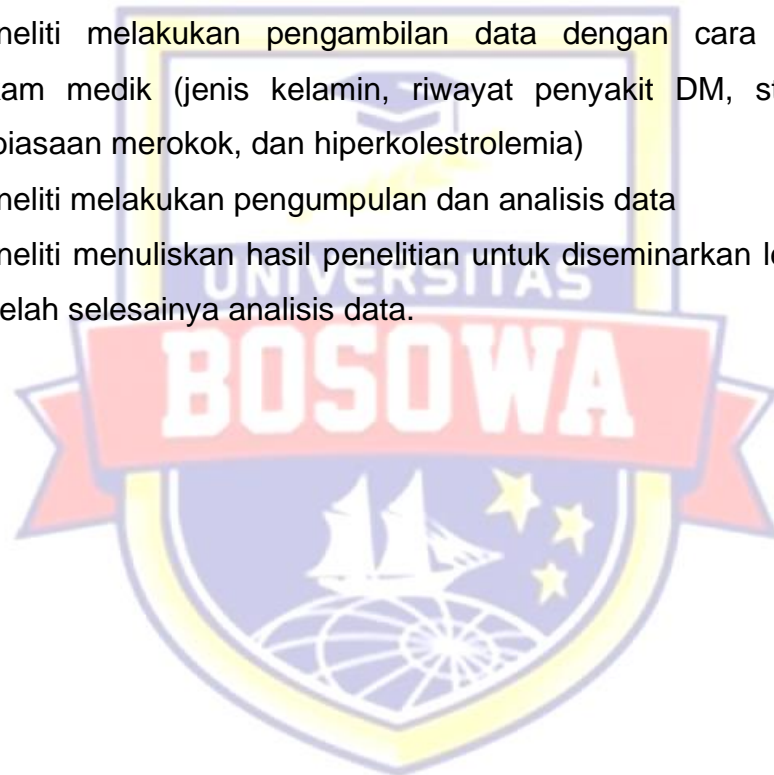 neliti melakukan pengambilan data dengan cara
am medik (jenis kelamin, riwayat penyakit DM, st
biasaan merokok, dan hiperkolestrolemia)
neliti melakukan pengumpulan dan analisis data
neliti menuliskan hasil penelitian untuk diseminarkan l
elah selesainya analisis data.
UNIVERSITAS
BOSOWA